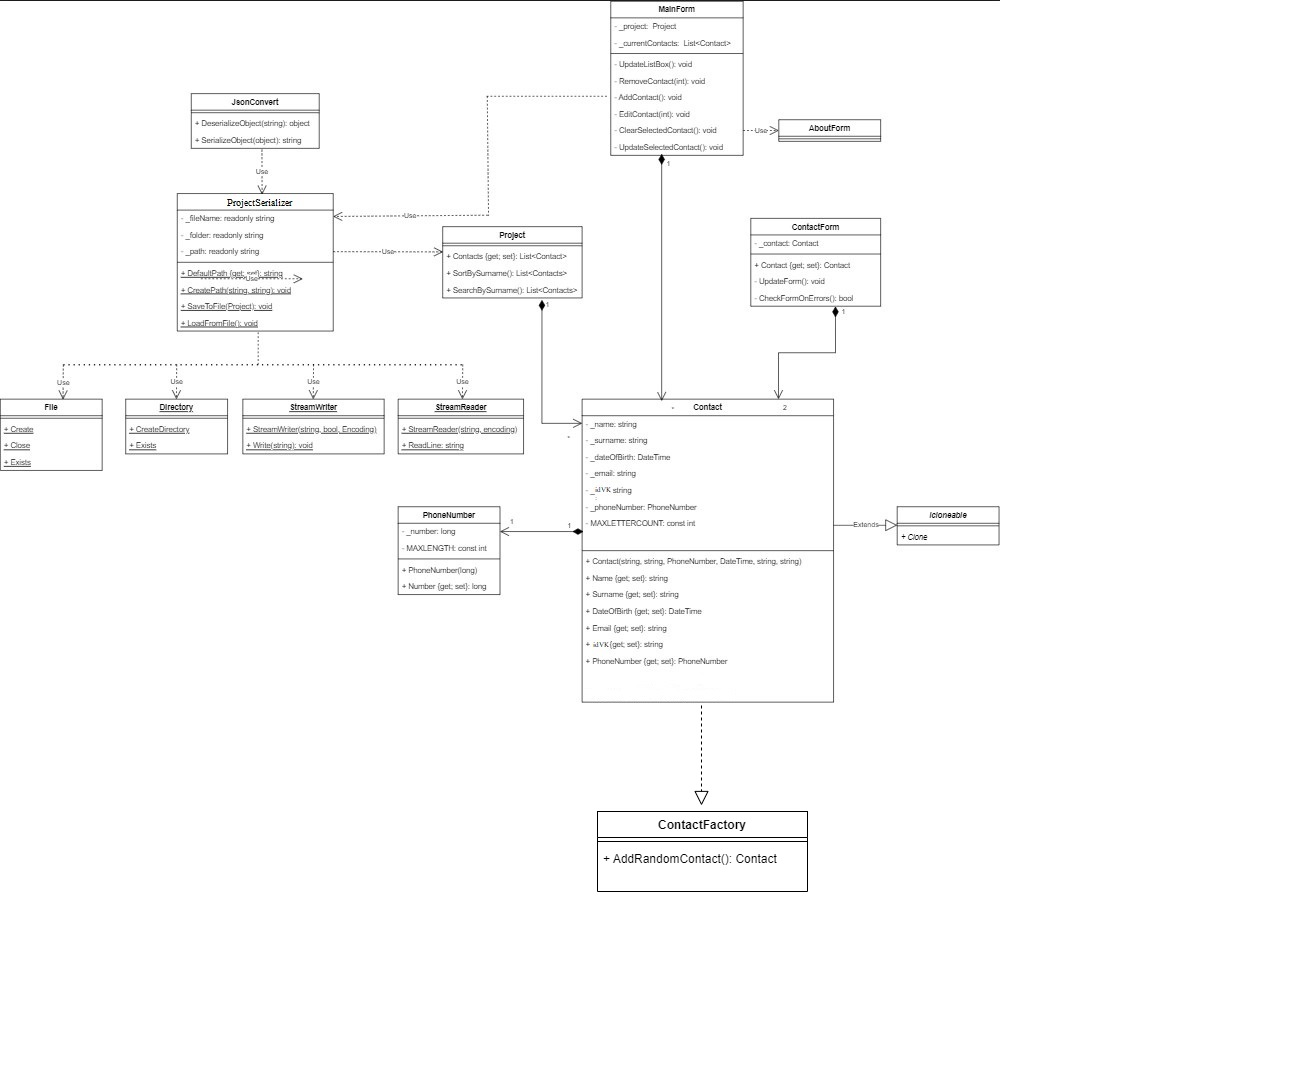 MainForm
- _project: Project
- _currentContacts: List<Contact>
- UpdateListBox(): void
- RemoveContact(int): void
- AddContact(): void
- EditContact(int): void
- ClearSelectedContact(): void
- UpdateSelectedContact(): void
1
Use
AboutForm
JsonConvert
+ DeserializeObject(string): object
+ SerializeObject(object): string
Use
ProjectSerializer
- _fileName: readonly string
- _folder: readonly string
- _path: readonly string
+ DefaultPath {get; set}: string
Use
+ CreatePath(string, string): void
+ SaveToFile(Project): void
+ LoadFromFile(): void
Use
Use
Project
+ Contacts {get; set}: List<Contact>
+ SortBySurname(): List<Contacts>
+ SearchBySurname(): List<Contacts>
1
ContactForm
- _contact: Contact
+ Contact {get; set}: Contact
- UpdateForm(): void
- CheckFormOnErrors(): bool
1
Use
Use
Use
Use
File
+ Create
+ Close
+ Exists
Directory
+ CreateDirectory
+ Exists
StreamWriter
+ StreamWriter(string, bool, Encoding)
+ Write(string): void
StreamReader
+ StreamReader(string, encoding)
+ ReadLine: string
* Contact 2
*
- _name: string
- _surname: string
- _dateOfBirth: DateTime
- _email: string
- _idVK: string
- _phoneNumber: PhoneNumber
- MAXLETTERCOUNT: const int
+ Contact(string, string, PhoneNumber, DateTime, string, string)
+ Name {get; set}: string
+ Surname {get; set}: string
+ DateOfBirth {get; set}: DateTime
+ Email {get; set}: string
+ idVK{get; set}: string
+ PhoneNumber {get; set}: PhoneNumber
PhoneNumber
- _number: long
- MAXLENGTH: const int
+ PhoneNumber(long)
+ Number {get; set}: long
1
1
Extends
Icloneable
+ Clone
ContactFactory
+ AddRandomContact(): Contact